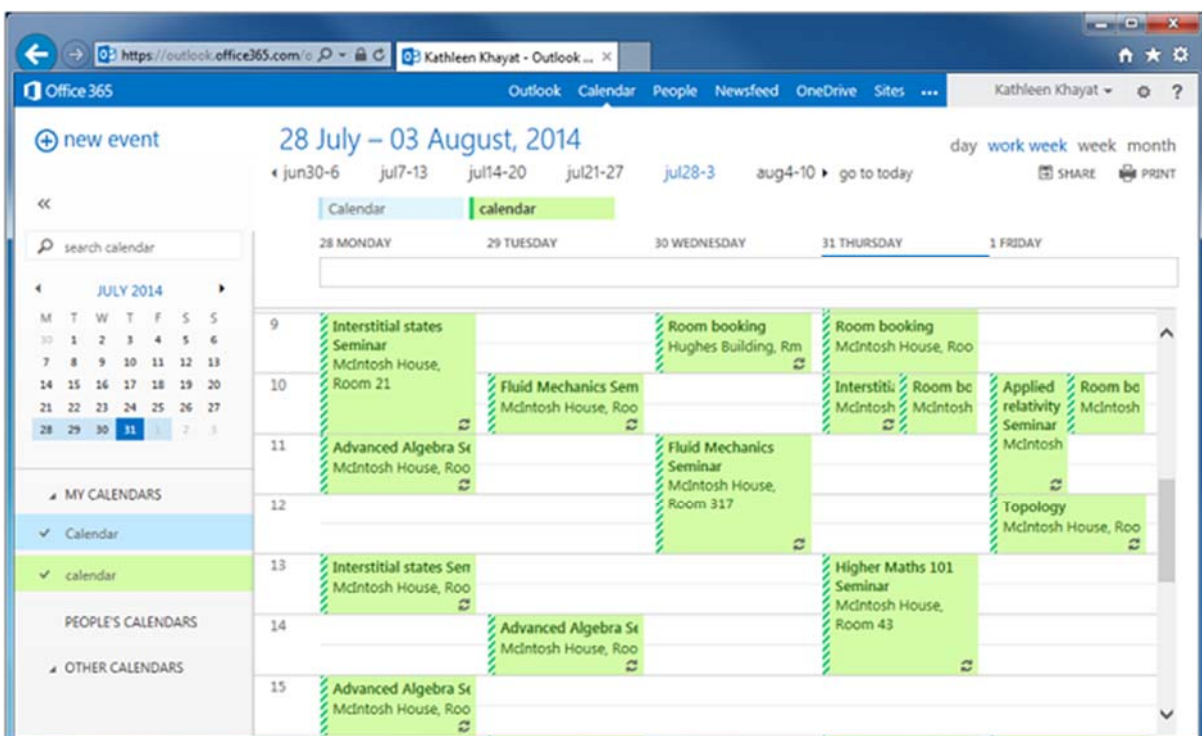 https://outlook.office365.com/o
Kathleen Khayat - Outlook ...
Office 365
Outlook Calendar People Newsfeed OneDrive Sites ...
Kathleen Khayat
?
new event
28 July – 03 August, 2014
day work week week month
jun30-6 jul7-13 jul14-20 jul21-27 jul28-3 aug4-10 go to today
SHARE PRINT
«
Calendar
calendar
search calendar
28 MONDAY 29 TUESDAY 30 WEDNESDAY 31 THURSDAY 1 FRIDAY
JULY 2014
M T W T F S S
30 1 2 3 4 5 6
7 8 9 10 11 12 13
14 15 16 17 18 19 20
21 22 23 24 25 26 27
28 29 30 31 1 2 3
MY CALENDARS
Calendar
calendar
PEOPLE'S CALENDARS
OTHER CALENDARS
9
Interstitial states
Seminar
McIntosh House,
Room 21
Room booking
Hughes Building, Rm
Room booking
McIntosh House, Roo
10
Fluid Mechanics Sem
McIntosh House, Roo
Interstiti
McIntosh
Room bo
McIntosh
Applied
relativity
Seminar
McIntosh
Room bo
McIntosh
11
Advanced Algebra Se
McIntosh House, Roo
Fluid Mechanics
Seminar
McIntosh House,
Room 317
12
Topology
McIntosh House, Roo
13
Interstitial states Sem
McIntosh House, Roo
Higher Maths 101
Seminar
McIntosh House,
Room 43
14
Advanced Algebra Se
McIntosh House, Roo
15
Advanced Algebra Se
McIntosh House, Roo